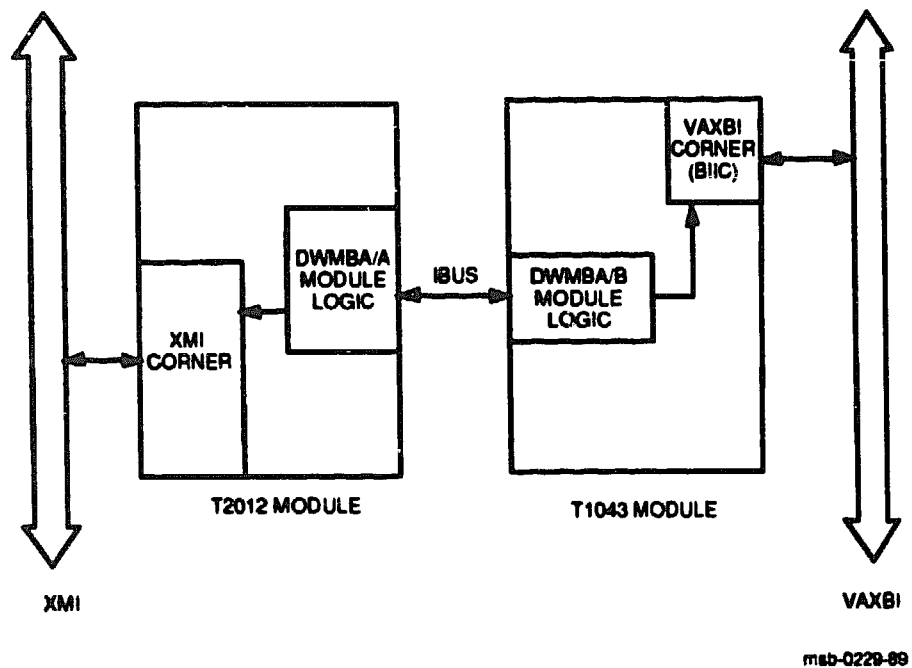 VAXBI
CORNER
(BIIC)
DWMBA/A
MODULE
LOGIC
IBUS
DWMBA/B
MODULE
LOGIC
XMI
CORNER
T2012 MODULE
T1043 MODULE
XMI
VAXBI
msb-0229-89